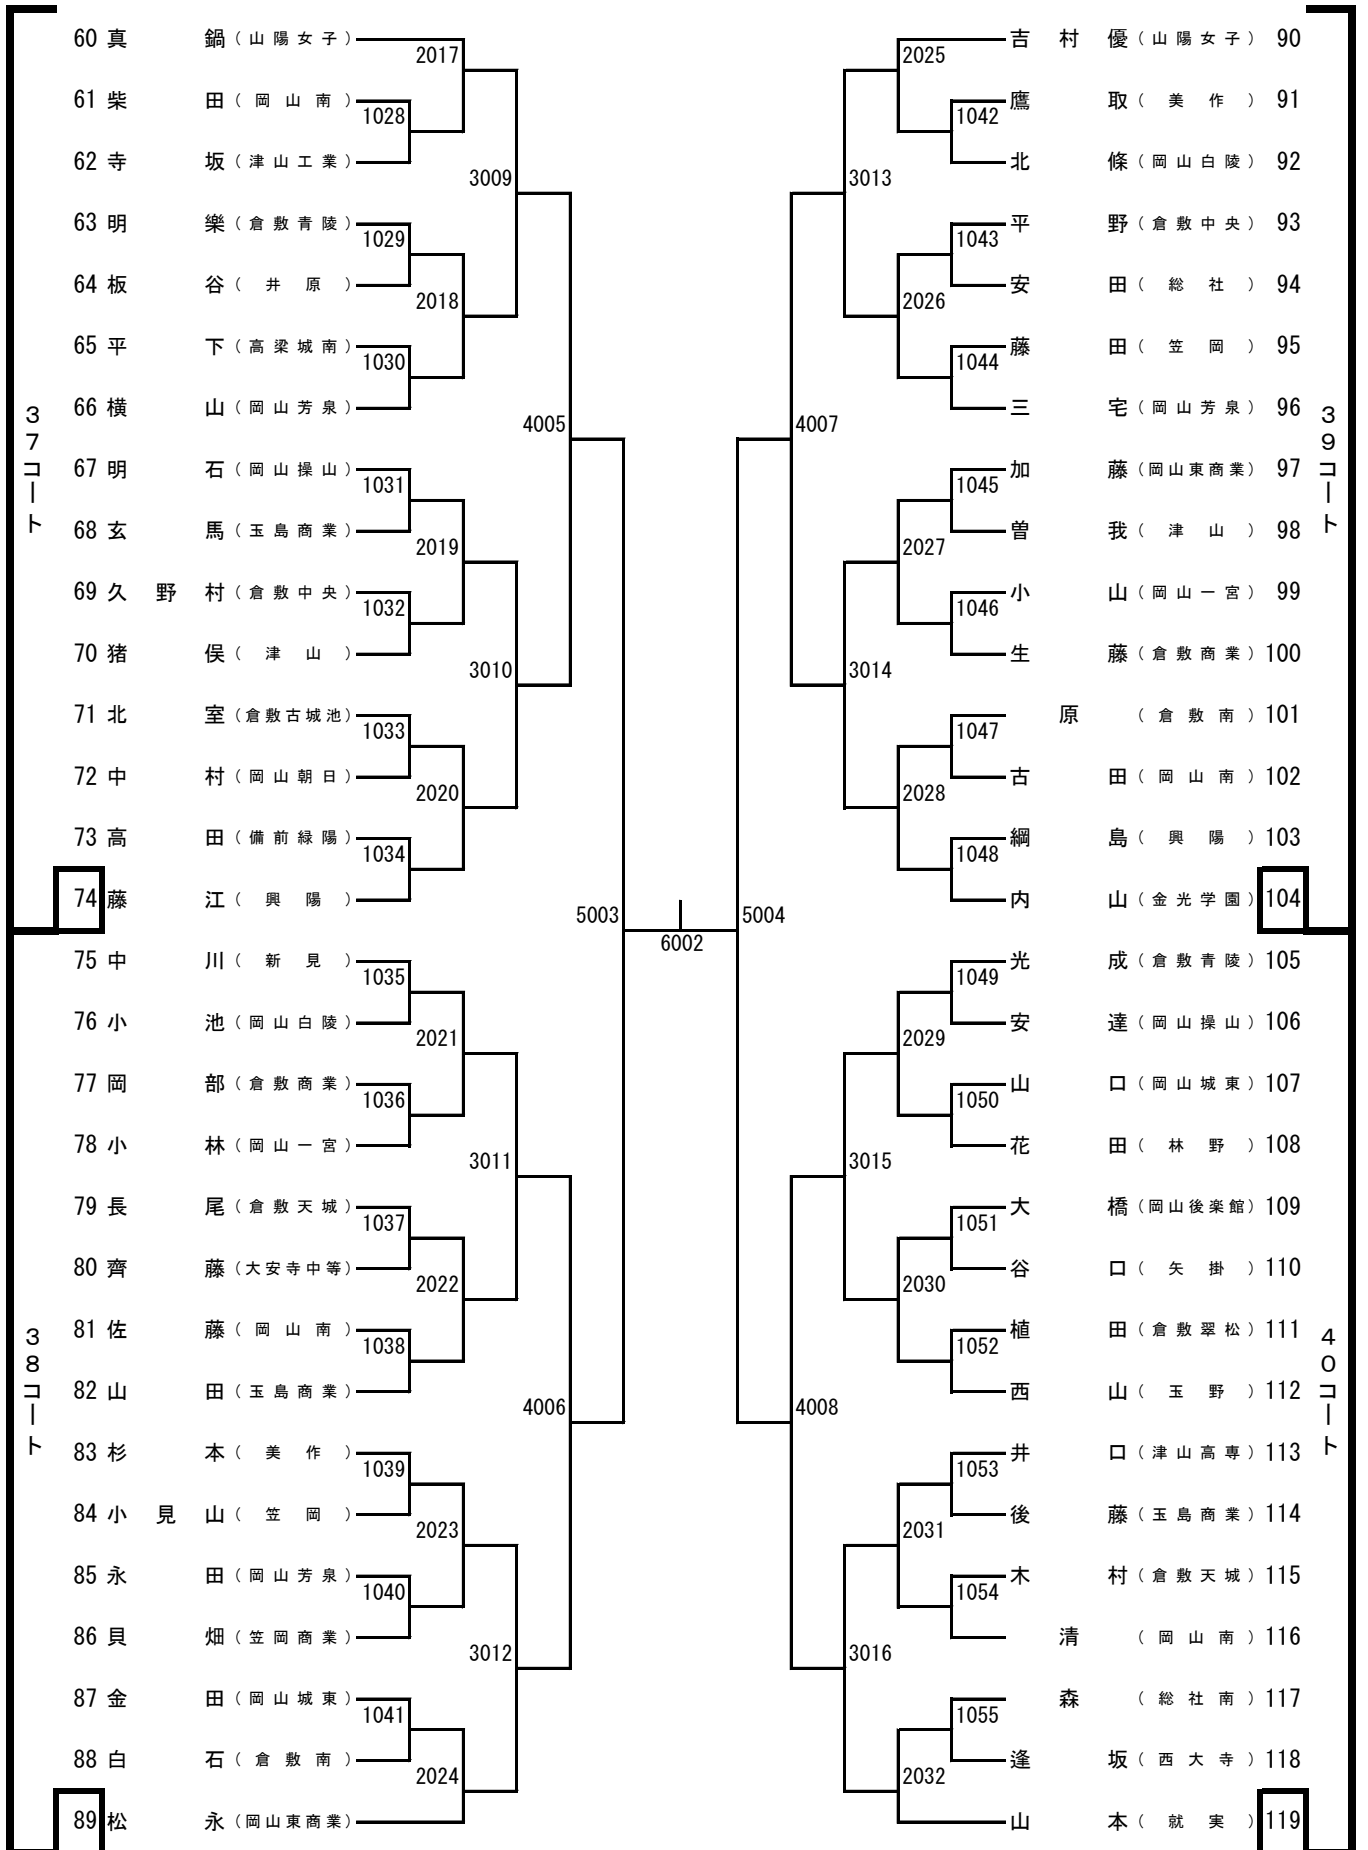 60 真鍋 (山陽女子)
61 柴田 (岡山南)
62 寺坂 (津山工業)
63 明樂 (倉敷青陵)
64 板谷 (井原)
65 平下 (高梁城南)
66 横山 (岡山芳泉)
67 明石 (岡山操山)
68 玄馬 (玉島商業)
69 久野村 (倉敷中央)
70 猪俣 (津山)
71 北室 (倉敷古城池)
72 中村 (岡山朝日)
73 高田 (備前緑陽)
74 藤江 (興陽)
37コート
75 中川 (新見)
76 小池 (岡山白陵)
77 岡部 (倉敷商業)
78 小林 (岡山一宮)
79 長尾 (倉敷天城)
80 齊藤 (大安寺中等)
81 佐藤 (岡山南)
82 山田 (玉島商業)
83 杉本 (美作)
84 小見山 (笠岡)
85 永田 (岡山芳泉)
86 貝畑 (笠岡商業)
87 金田 (岡山城東)
88 白石 (倉敷南)
89 松永 (岡山東商業)
38コート
1028
1029
1030
1031
1032
1033
1034
1035
1036
1037
1038
1039
1040
1041
2017
2018
2019
2020
2021
2022
2023
2024
3009
3010
3011
3012
4005
4006
5003
6002
5004
4007
4008
3013
3014
3015
3016
2025
2026
2027
2028
2029
2030
2031
2032
1042
1043
1044
1045
1046
1047
1048
1049
1050
1051
1052
1053
1054
1055
吉村優 (山陽女子) 90
鷹取 (美作) 91
北條 (岡山白陵) 92
平野 (倉敷中央) 93
安田 (総社) 94
藤田 (笠岡) 95
三宅 (岡山芳泉) 96
加藤 (岡山東商業) 97
曽我 (津山) 98
小山 (岡山一宮) 99
生藤 (倉敷商業) 100
原 (倉敷南) 101
古田 (岡山南) 102
綱島 (興陽) 103
内山 (金光学園) 104
39コート
光成 (倉敷青陵) 105
安達 (岡山操山) 106
山口 (岡山城東) 107
花田 (林野) 108
大橋 (岡山後楽館) 109
谷口 (矢掛) 110
植田 (倉敷翠松) 111
西山 (玉野) 112
井口 (津山高専) 113
後藤 (玉島商業) 114
木村 (倉敷天城) 115
清 (岡山南) 116
森 (総社南) 117
逢坂 (西大寺) 118
山本 (就実) 119
40コート